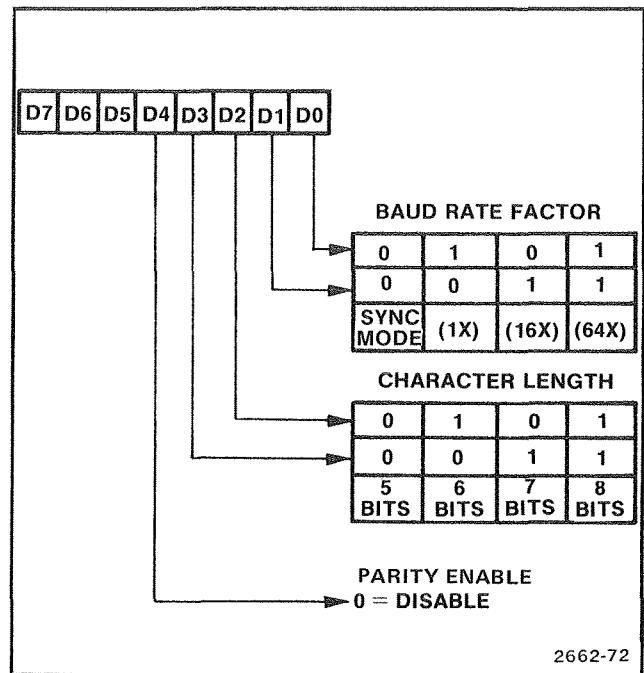 D7 D6 D5 D4 D3 D2 D1 D0
BAUD RATE FACTOR
0 1 0 1
0 0 1 1
SYNC MODE (1X) (16X) (64X)
CHARACTER LENGTH
0 1 0 1
0 0 1 1
5 BITS 6 BITS 7 BITS 8 BITS
PARITY ENABLE
0 = DISABLE
2662-72